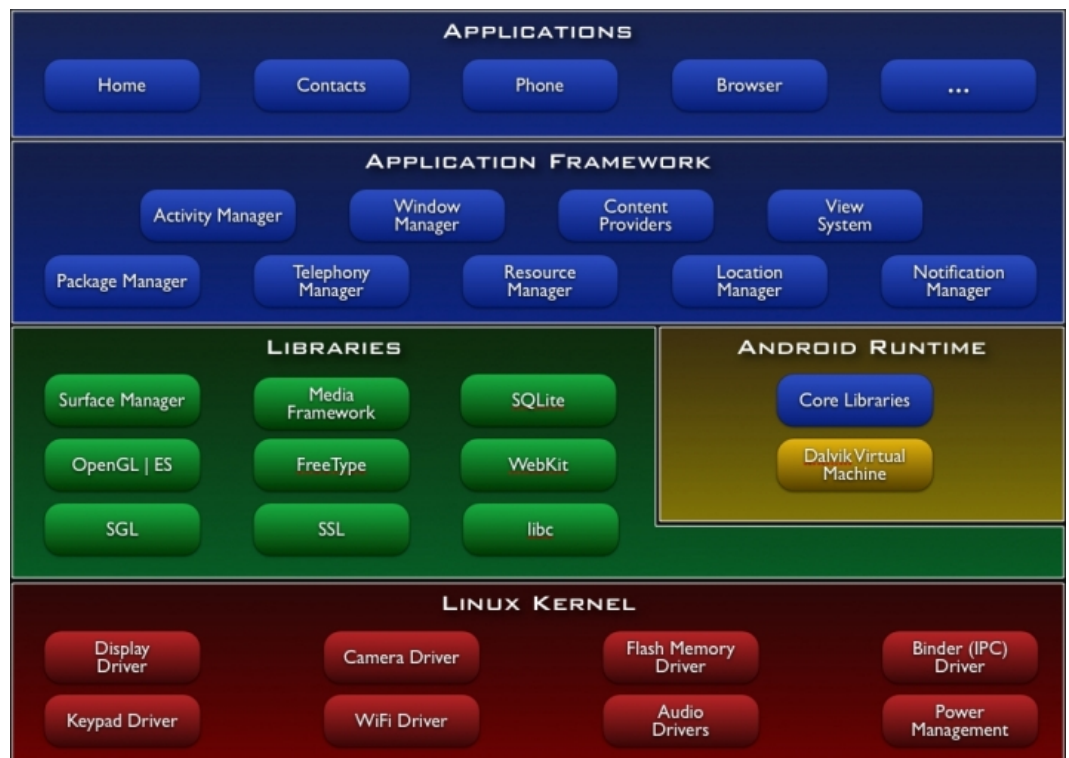 APPLICATIONS
Home
Contacts
Phone
Browser
...
APPLICATION FRAMEWORK
Activity Manager
Window
Manager
Content
Providers
View
System
Package Manager
Telephony
Manager
Resource
Manager
Location
Manager
Notification
Manager
LIBRARIES
Surface Manager
Media
Framework
SQLite
OpenGL | ES
FreeType
WebKit
SGL
SSL
libc
ANDROID RUNTIME
Core Libraries
Dalvik Virtual
Machine
LINUX KERNEL
Display
Driver
Camera Driver
Flash Memory
Driver
Binder (IPC)
Driver
Keypad Driver
WiFi Driver
Audio
Drivers
Power
Management